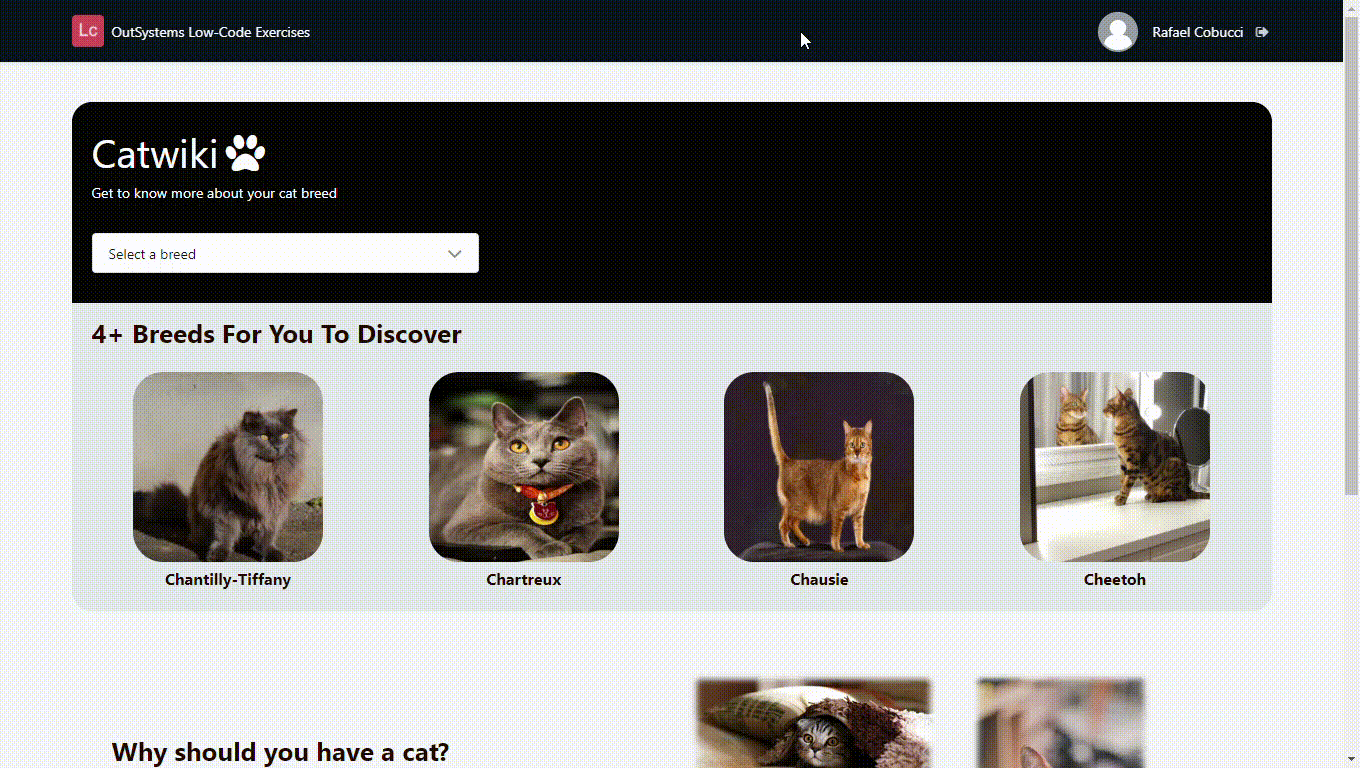 Lc OutSystems Low-Code Exercises
Rafael Cobucci
Catwiki
Get to know more about your cat breed
Select a breed
4+ Breeds For You To Discover
Chantilly-Tiffany
Chartreux
Chausie
Cheetoh
Why should you have a cat?